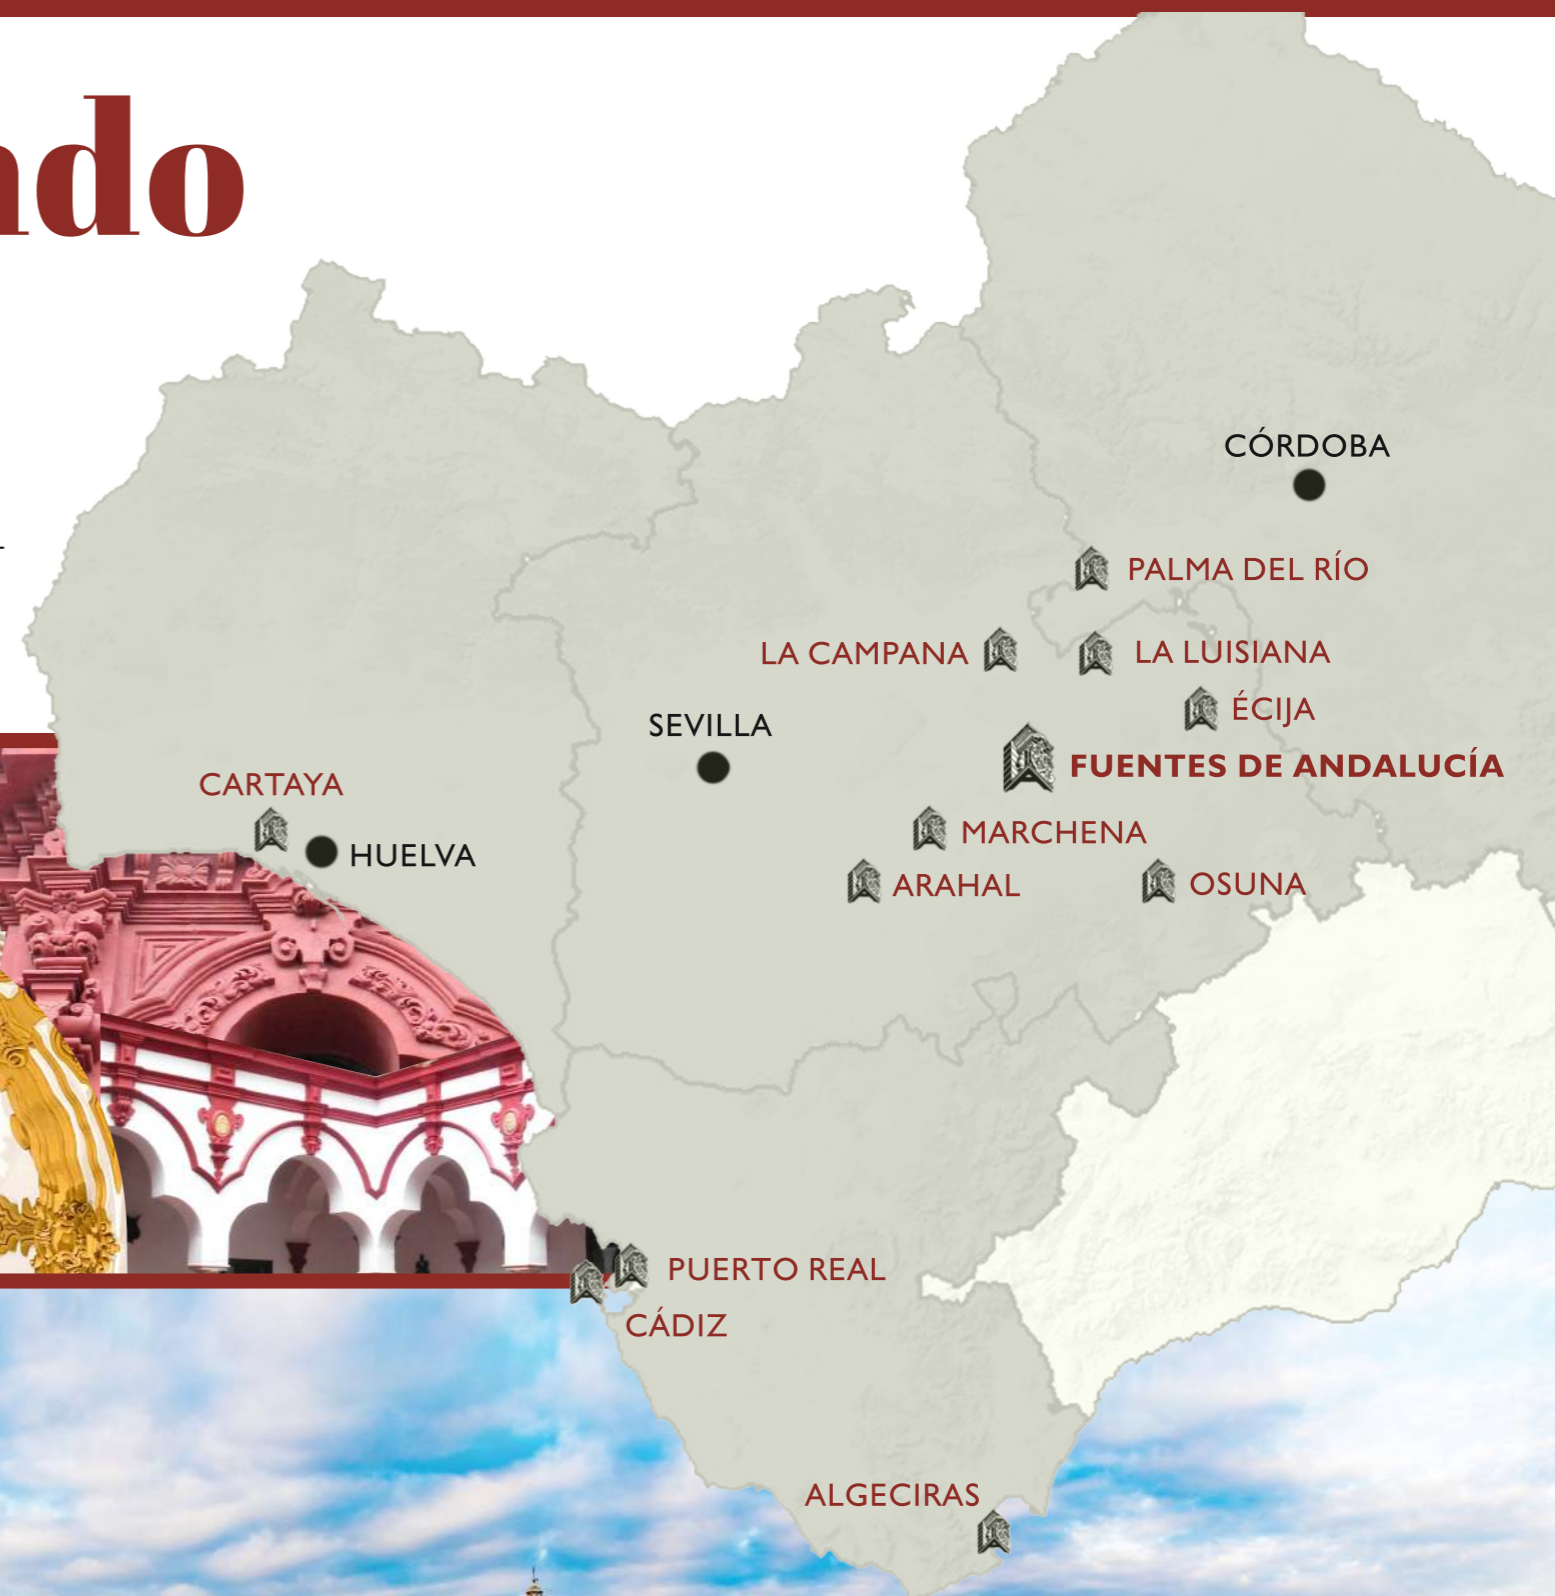 ndo
CÓRDOBA
PALMA DEL RÍO
LA CAMPANA
LA LUISIANA
ÉCIJA
SEVILLA
FUENTES DE ANDALUCÍA
CARTAYA
HUELVA
MARCHENA
ARAHAL
OSUNA
PUERTO REAL
CÁDIZ
ALGECIRAS